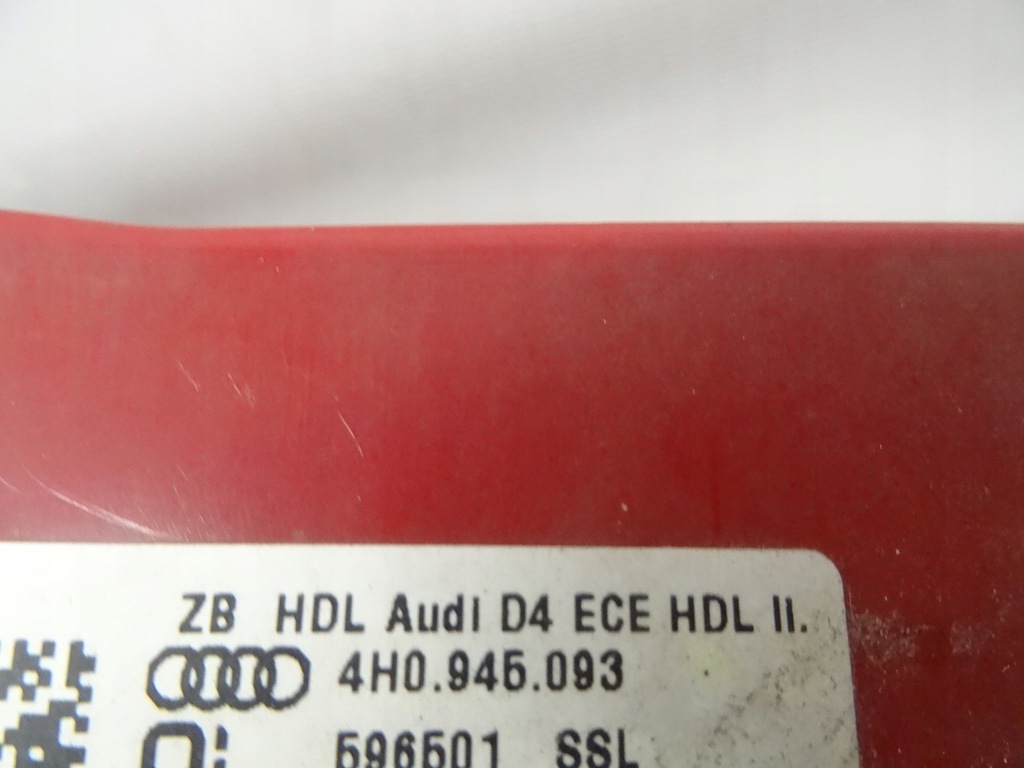 ZB HDL Audi D4 ECE HDL II.
4H0.945.093
596501 SSL